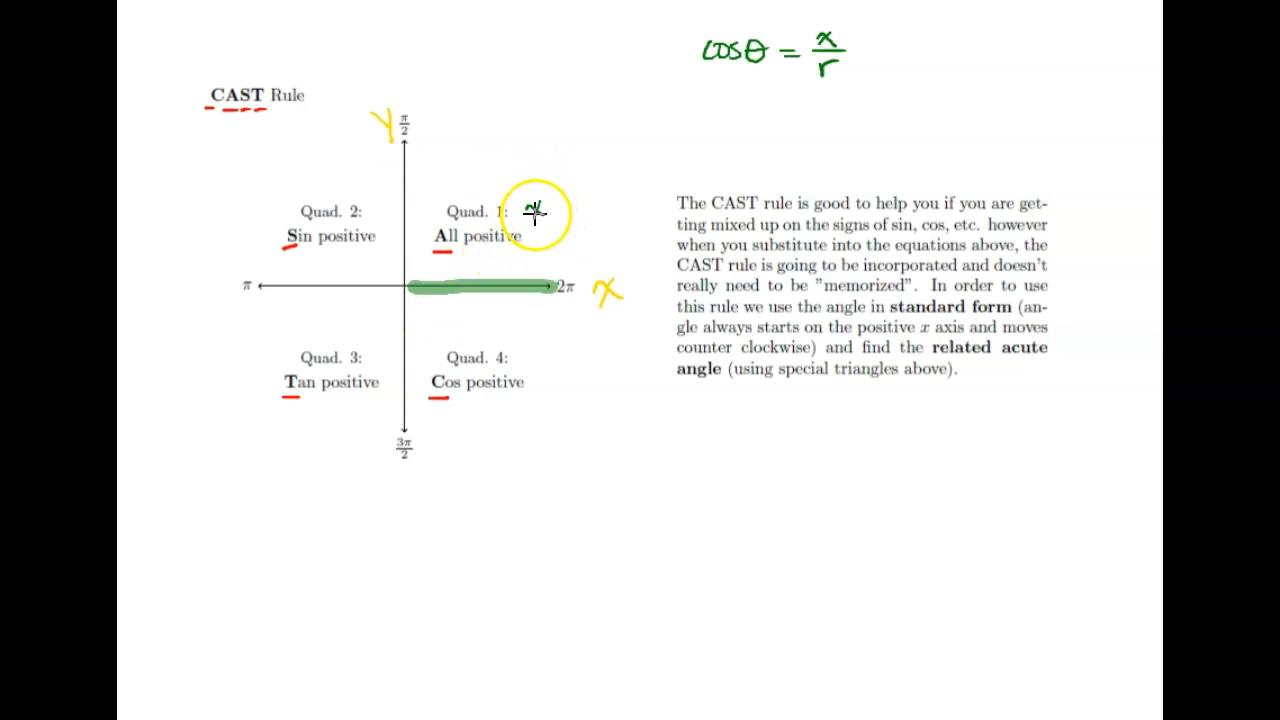 cosθ = x/r
CAST Rule
Y π/2
Quad. 2:
Sin positive
Quad. 1: x
All positive
π
2π x
Quad. 3:
Tan positive
Quad. 4:
Cos positive
3π/2
The CAST rule is good to help you if you are get-
ting mixed up on the signs of sin, cos, etc. however
when you substitute into the equations above, the
CAST rule is going to be incorporated and doesn't
really need to be "memorized". In order to use
this rule we use the angle in standard form (an-
gle always starts on the positive x axis and moves
counter clockwise) and find the related acute
angle (using special triangles above).